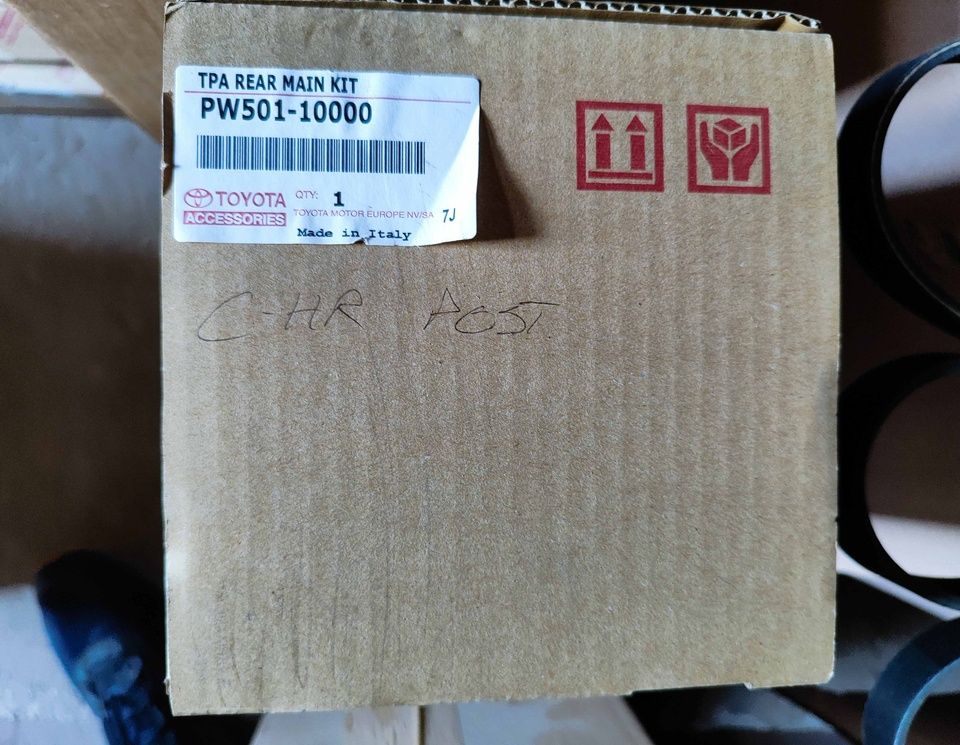 TPA REAR MAIN KIT
PW501-10000
TOYOTA
ACCESSORIES
QTY: 1
TOYOTA MOTOR EUROPE NV/SA
7J
Made in Italy
C-HR POST